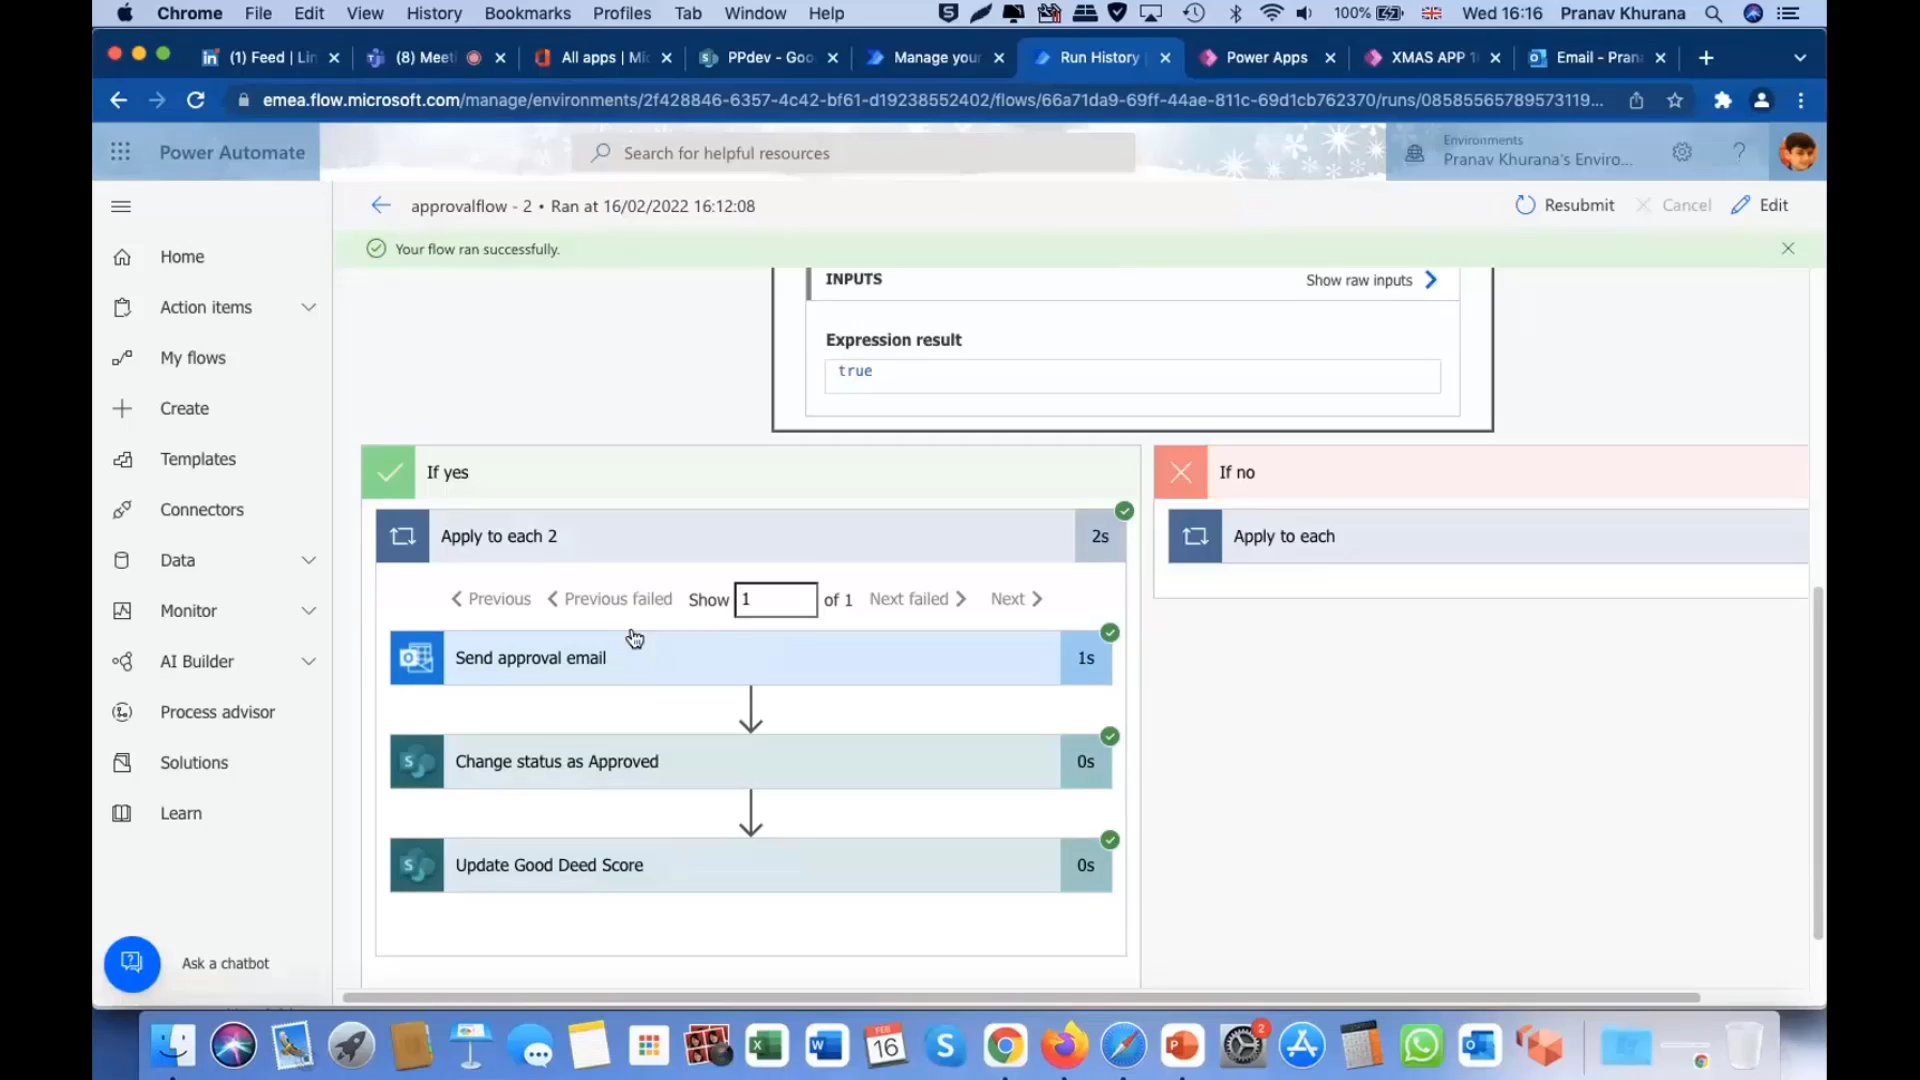 Chrome File Edit View History Bookmarks Profiles Tab Window Help 100% Wed 16:16 Pranav Khurana
(1) Feed | Lin (8) Meeti All apps | Mic PPdev - Goo Manage your Run History XMAS APP 1 Power Apps Email - Pran
emea.flow.microsoft.com/manage/environments/2f428846-6357-4c42-bf61-d19238552402/flows/66a71da9-69ff-44ae-811c-69d1cb762370/runs/08585565789573119...
Power Automate
Search for helpful resources
Environments
Pranav Khurana's Enviro...
approvalflow - 2 • Ran at 16/02/2022 16:12:08
Resubmit Cancel Edit
Your flow ran successfully.
Home
Action items
My flows
Create
Templates
Connectors
Data
Monitor
AI Builder
Process advisor
Solutions
Learn
Ask a chatbot
INPUTS Show raw inputs
Expression result
true
If yes
Apply to each 2 2s
Previous Previous failed Show 1 of 1 Next failed Next
Send approval email 1s
Change status as Approved 0s
Update Good Deed Score 0s
If no
Apply to each
FEB
16
2